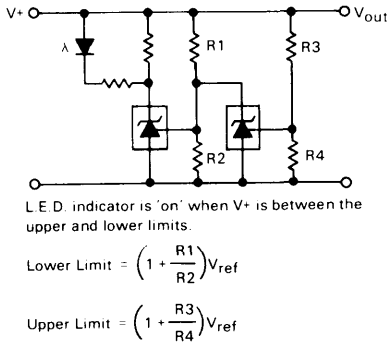 V+
Vout
λ
R1
R3
R2
R4
L.E.D. indicator is 'on' when V+ is between the
upper and lower limits.
Lower Limit = (1 + R1/R2)Vref
Upper Limit = (1 + R3/R4)Vref